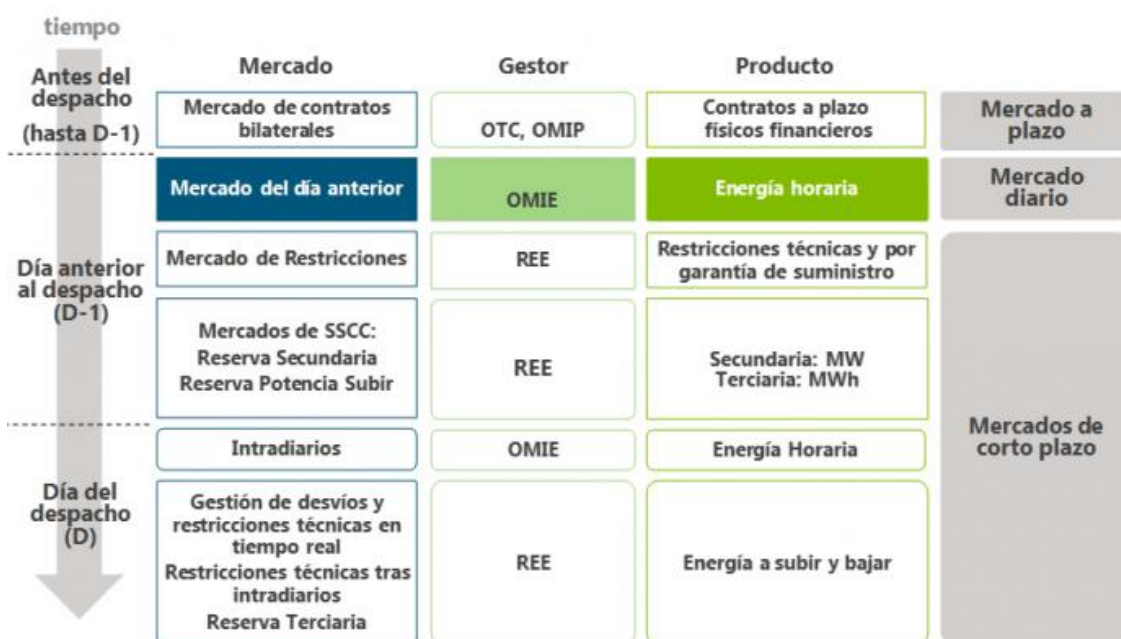 tiempo
Mercado
Gestor
Producto
Antes del
despacho
(hasta D-1)
Mercado de contratos
bilaterales
OTC, OMIP
Contratos a plazo
físicos financieros
Mercado a
plazo
Mercado del día anterior
OMIE
Energía horaria
Mercado
diario
Día anterior
al despacho
(D-1)
Mercado de Restricciones
REE
Restricciones técnicas y por
garantía de suministro
Mercados de SSCC:
Reserva Secundaria
Reserva Potencia Subir
REE
Secundaria: MW
Terciaria: MWh
Mercados de
corto plazo
Día del
despacho
(D)
Intradiarios
OMIE
Energía Horaria
Gestión de desvíos y
restricciones técnicas en
tiempo real
Restricciones técnicas tras
intradiarios
Reserva Terciaria
REE
Energía a subir y bajar